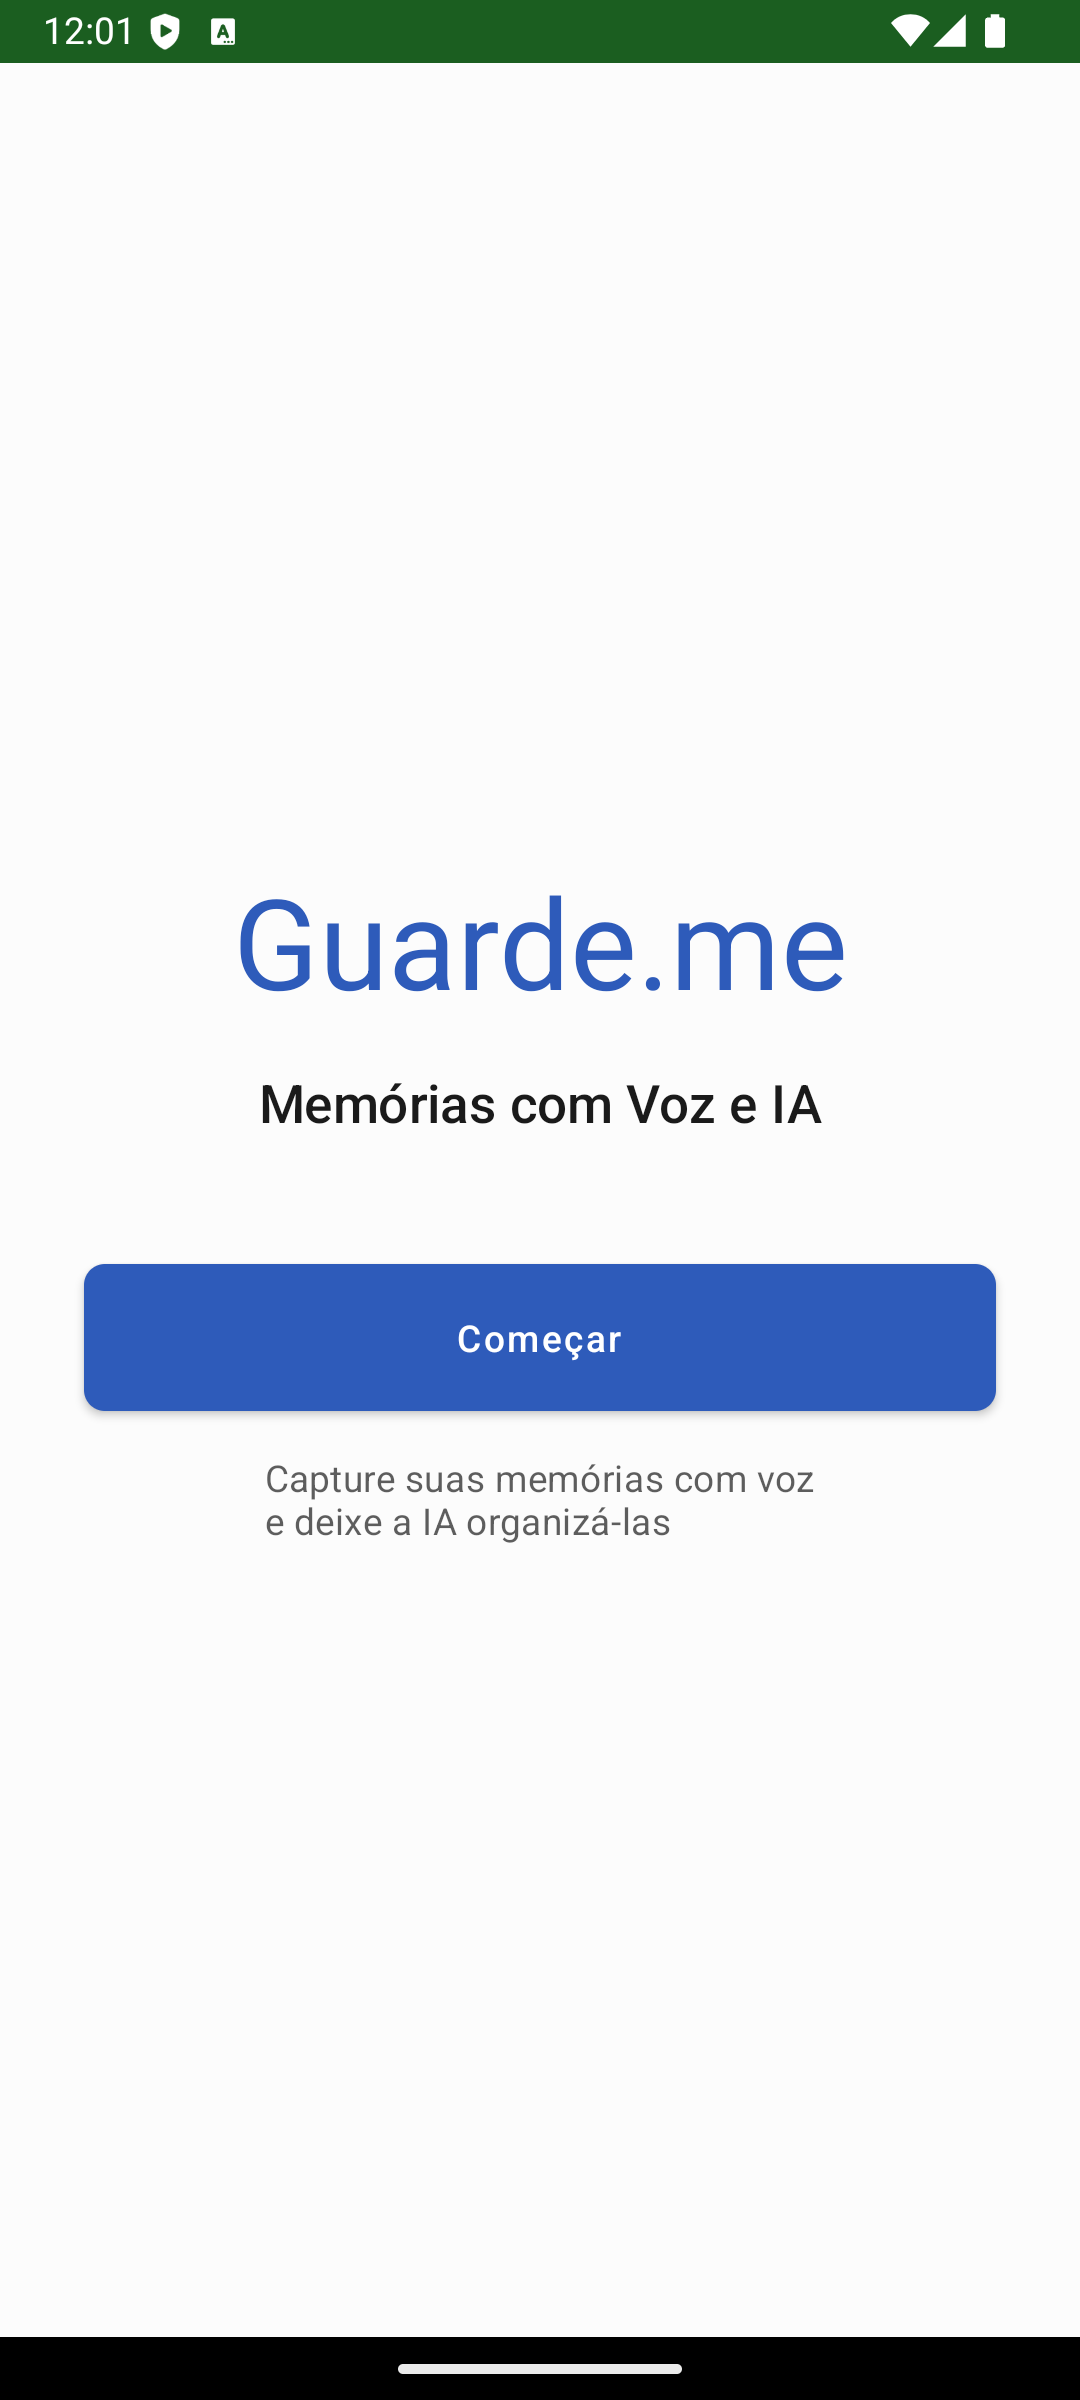 12:01
Guarde.me
Memórias com Voz e IA
Começar
Capture suas memórias com voz
e deixe a IA organizá-las